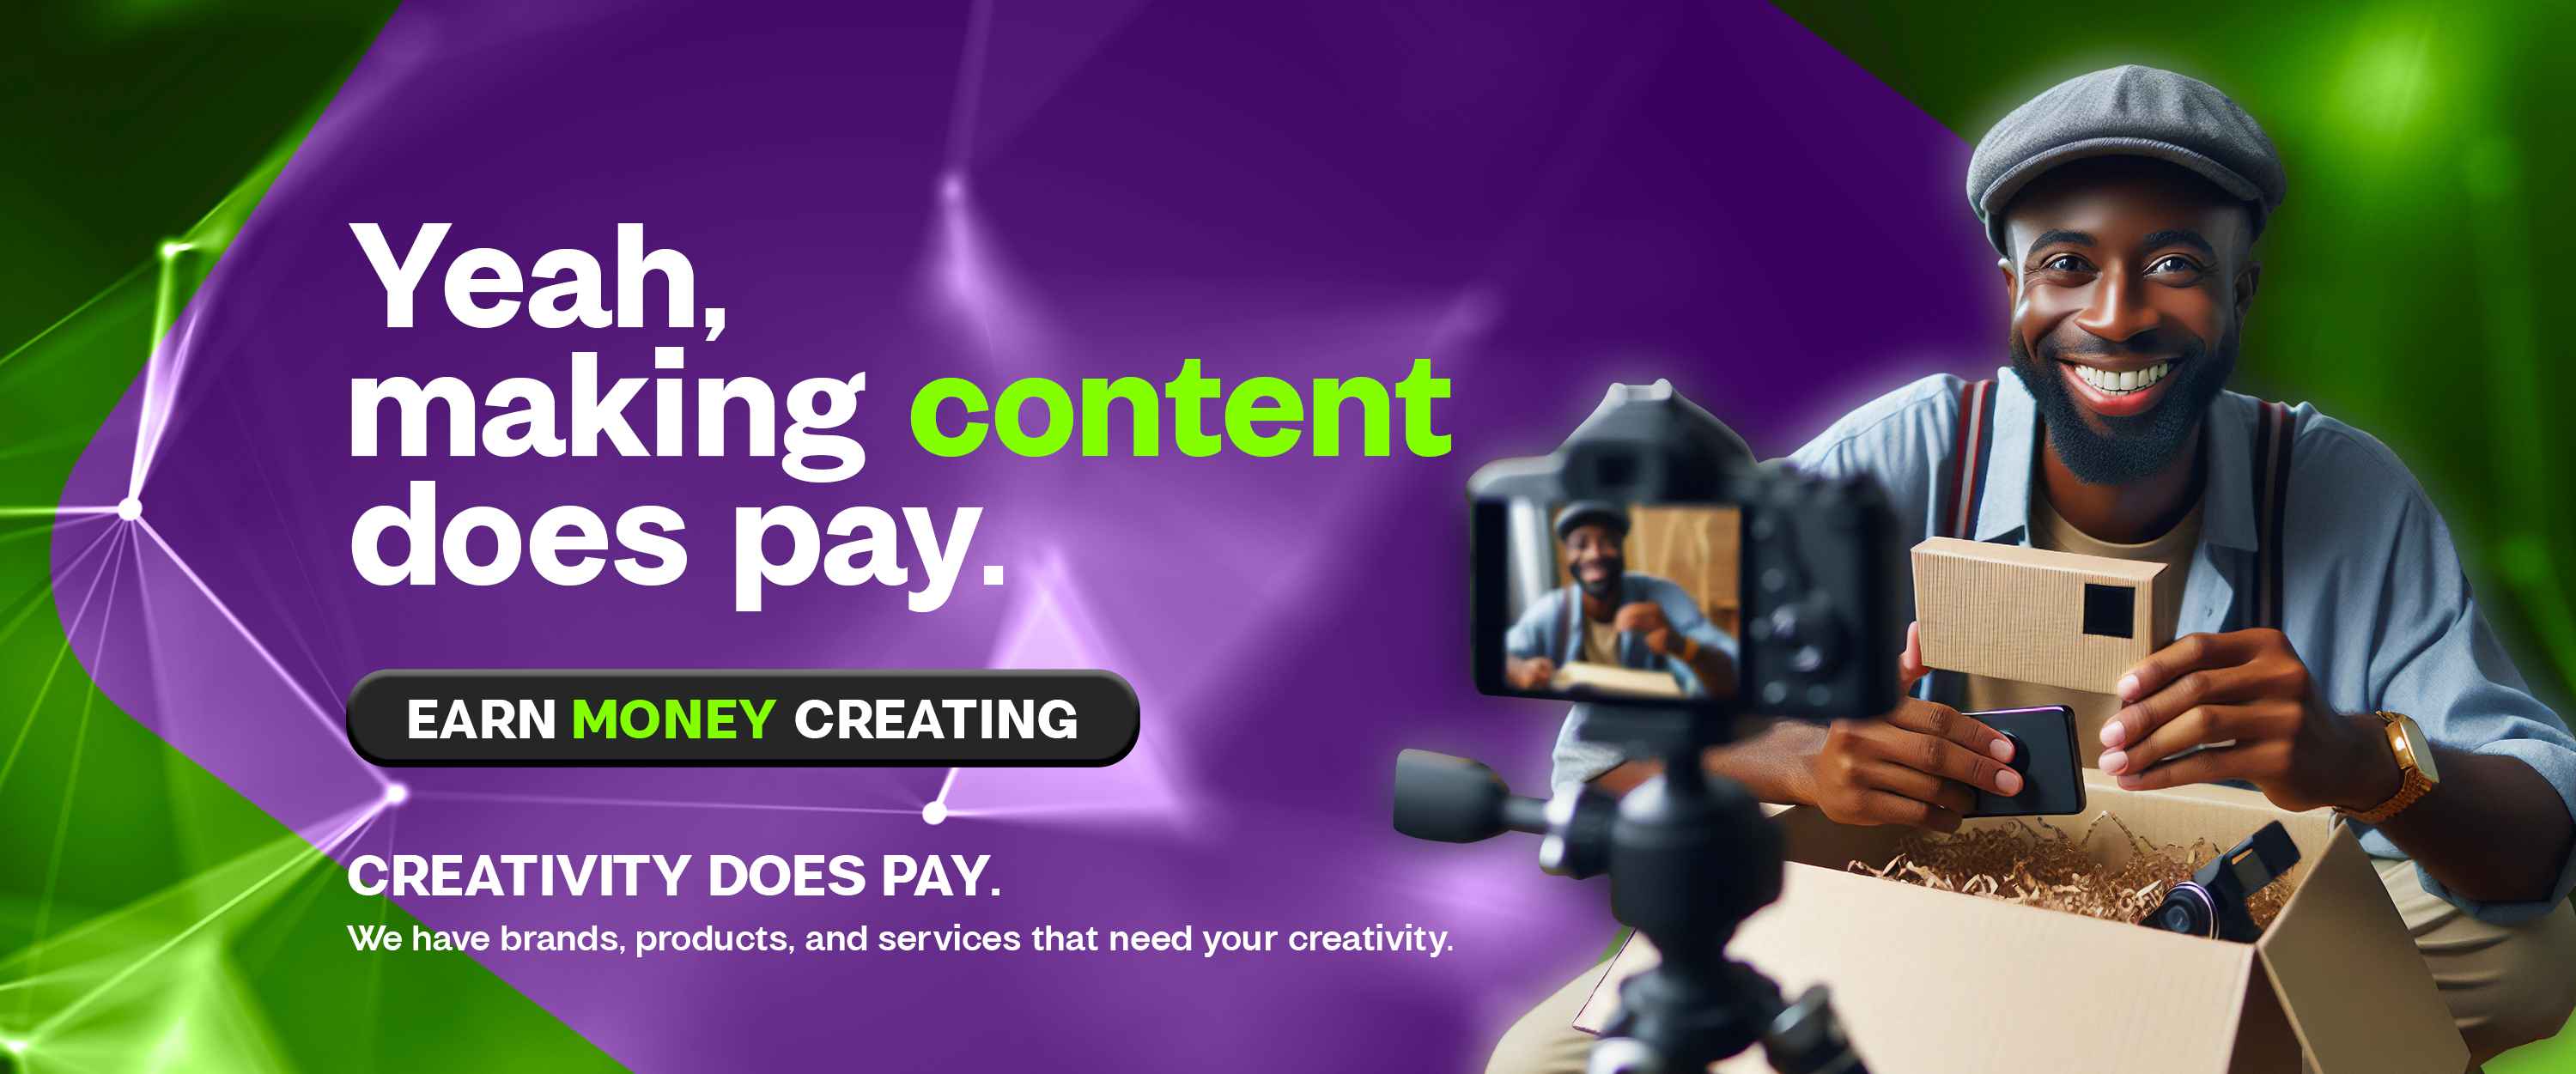 Yeah,
making content
does pay.
EARN MONEY CREATING
CREATIVITY DOES PAY.
We have brands, products, and services that need your creativity.